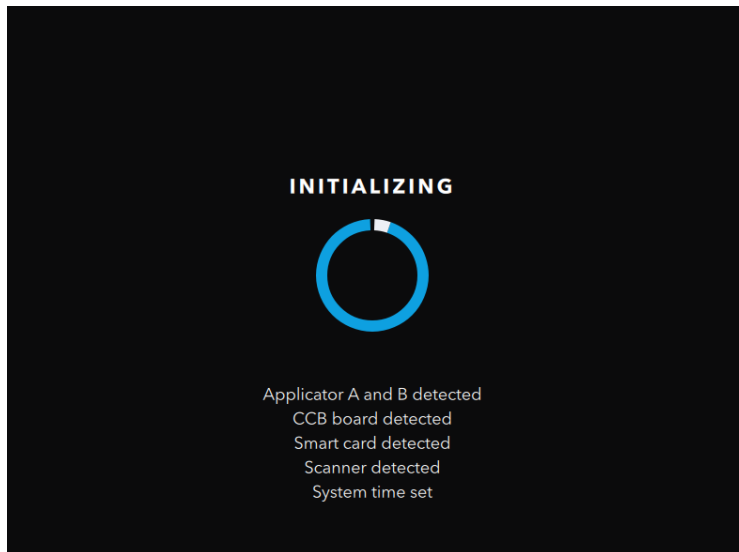 INITIALIZING
Applicator A and B detected
CCB board detected
Smart card detected
Scanner detected
System time set